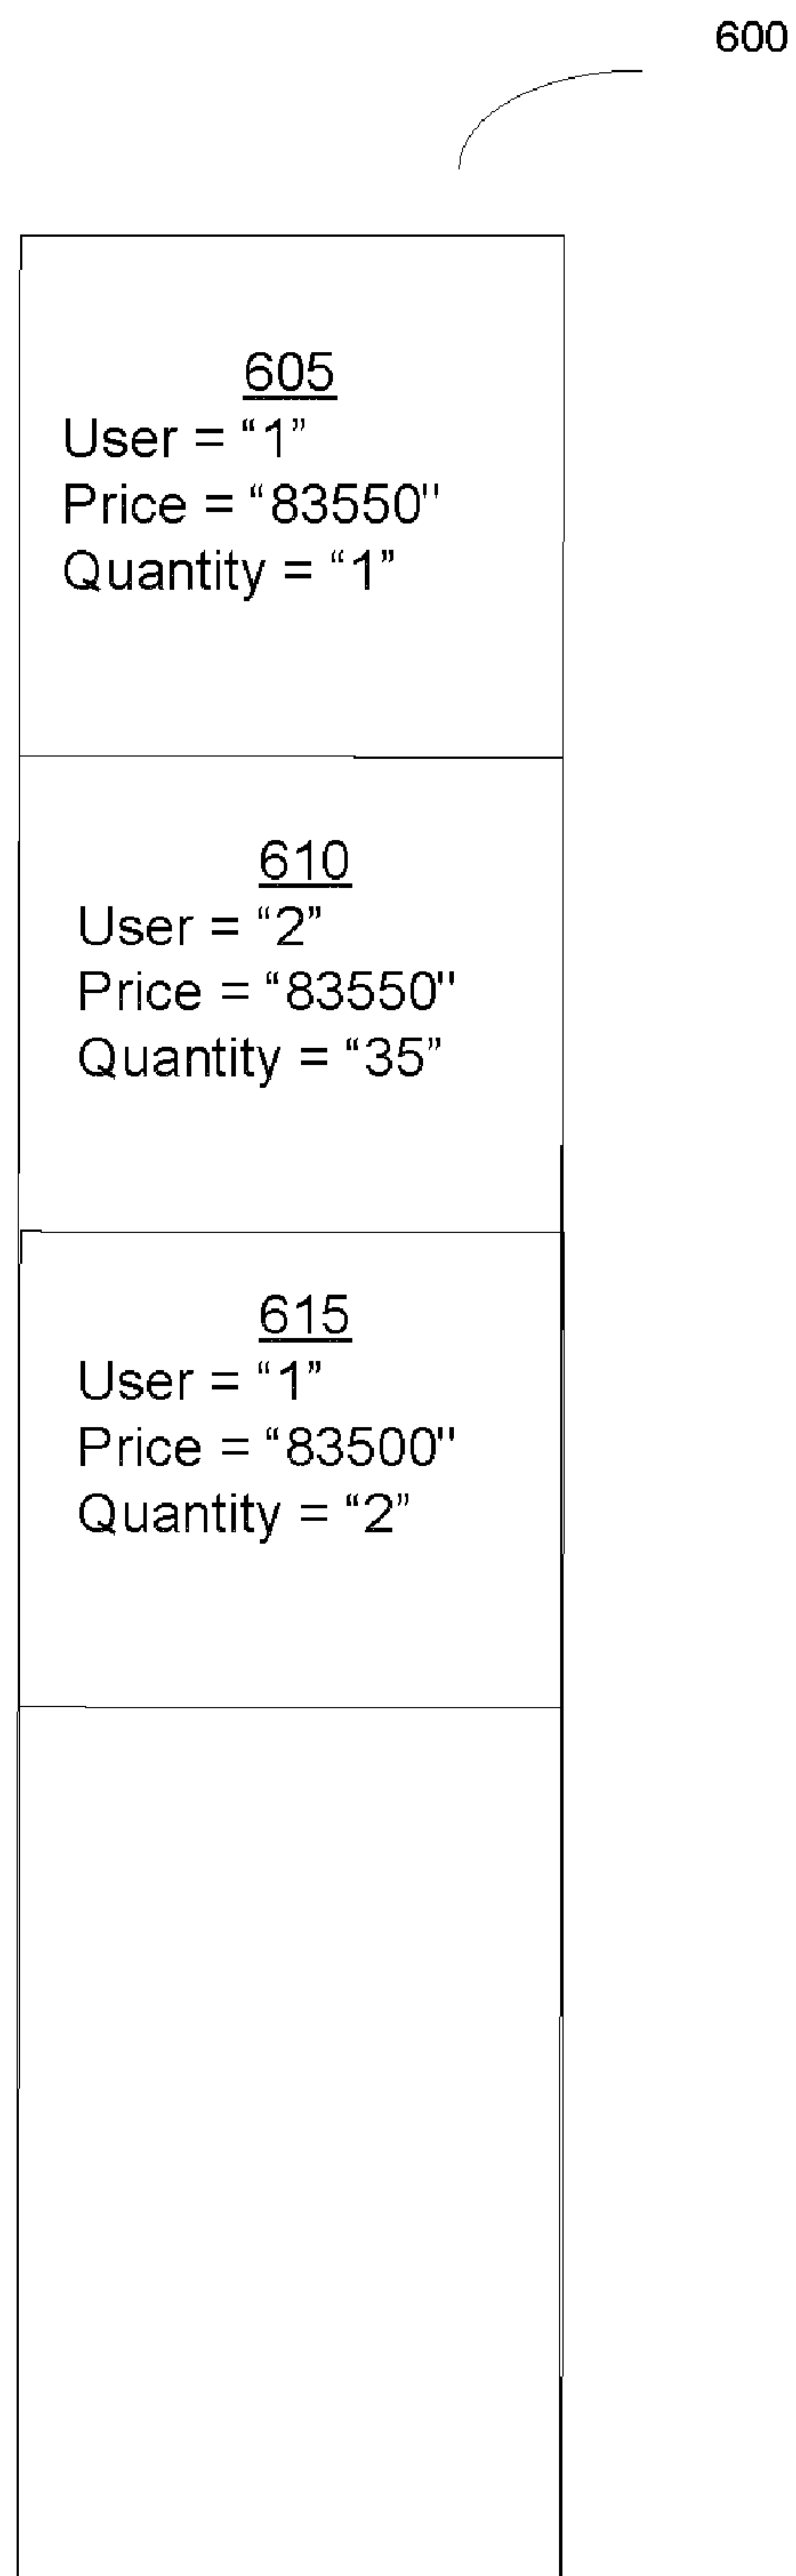 600
605
User = “1”
Price = “83550"
Quantity = “1”
610
User = “2”
Price = “83550"
Quantity = “35”
615
User = “1”
Price = “83500"
Quantity = “2”